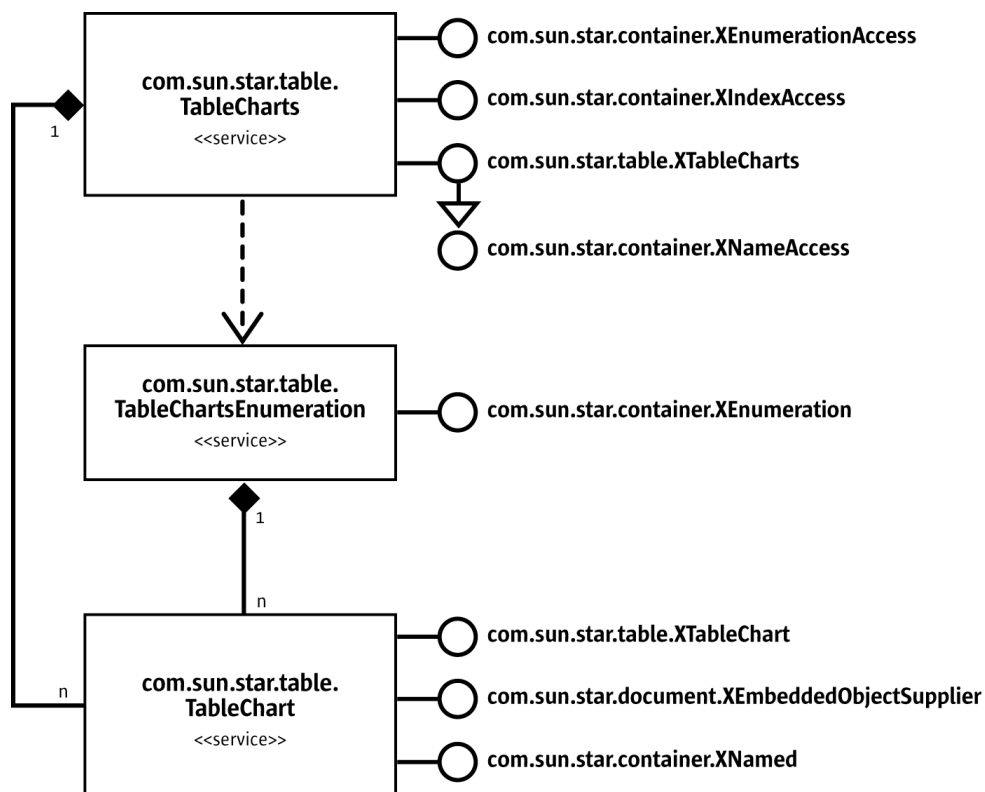 com.sun.star.container.XEnumerationAccess
com.sun.star.table.
TableCharts
<<service>>
com.sun.star.container.XIndexAccess
1
com.sun.star.table.XTableCharts
com.sun.star.container.XNameAccess
com.sun.star.table.
TableChartsEnumeration
<<service>>
com.sun.star.container.XEnumeration
1
n
com.sun.star.table.XTableChart
n
com.sun.star.table.
TableChart
<<service>>
com.sun.star.document.XEmbeddedObjectSupplier
com.sun.star.container.XNamed